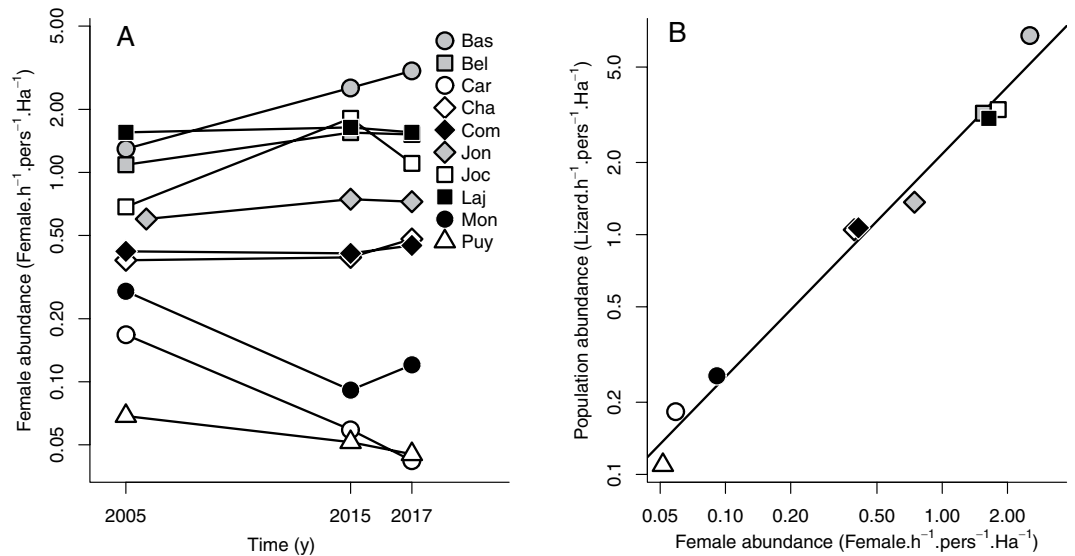 A
Female abundance (Female.h⁻¹.pers⁻¹.Ha⁻¹)
5.00
2.00
1.00
0.50
0.20
0.10
0.05
2005
2015
2017
Time (y)
Bas
Bel
Car
Cha
Com
Jon
Joc
Laj
Mon
Puy
B
Population abundance (Lizard.h⁻¹.pers⁻¹.Ha⁻¹)
5.0
2.0
1.0
0.5
0.2
0.1
0.05
0.10
0.20
0.50
1.00
2.00
Female abundance (Female.h⁻¹.pers⁻¹.Ha⁻¹)